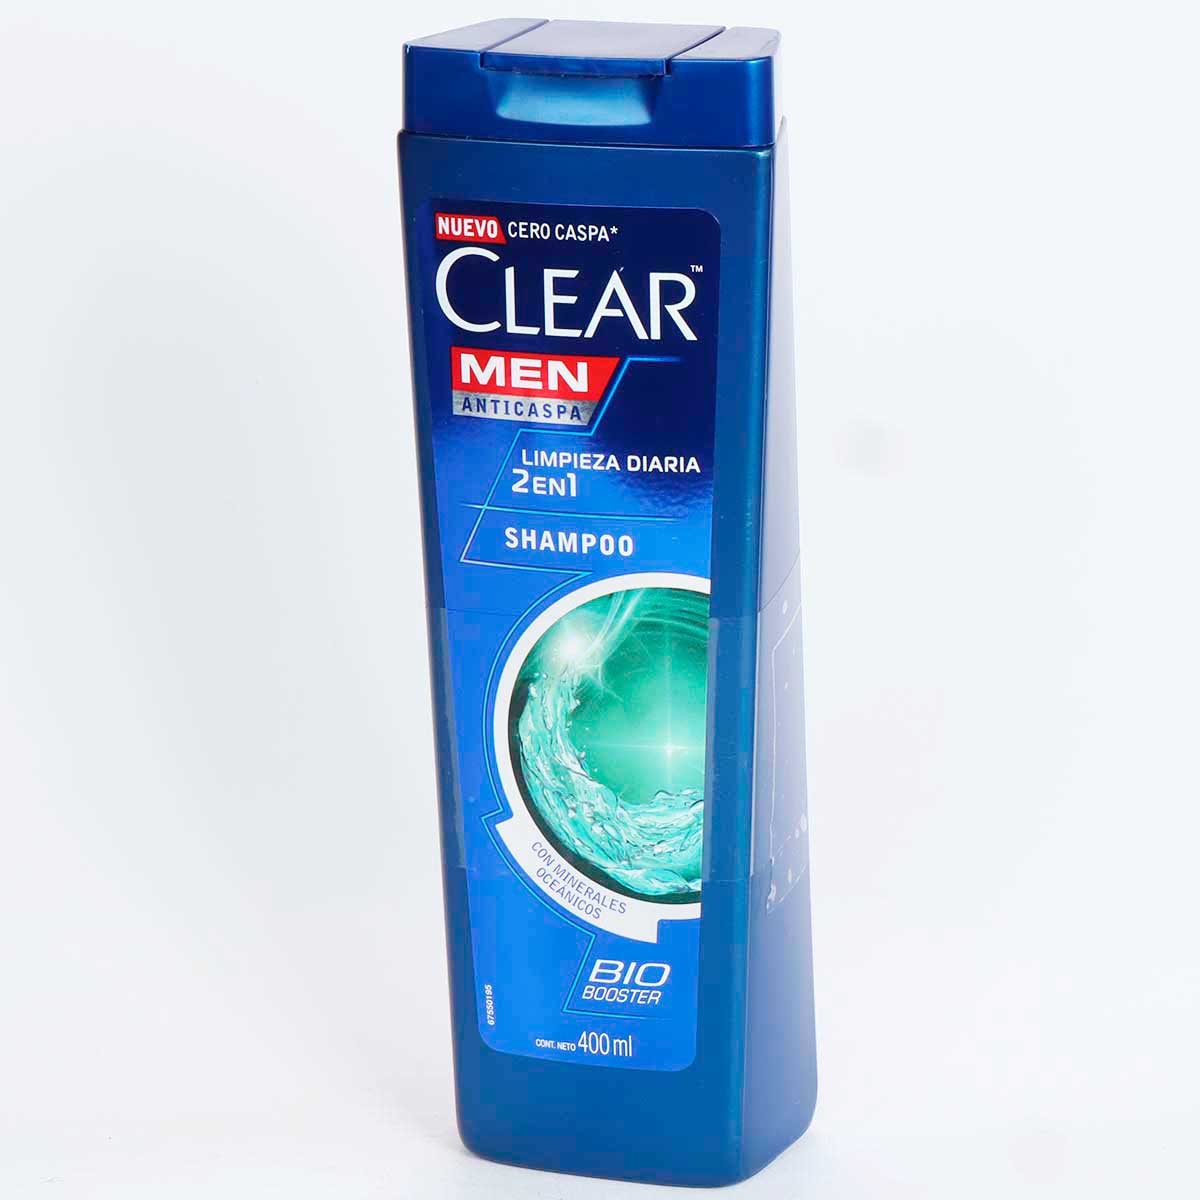 NUEVO CERO CASPA*
CLEAR™
MEN
ANTICASPA
LIMPIEZA DIARIA
2EN1
SHAMPOO
CON MINERALES
OCEÁNICOS
BIO
BOOSTER
67550195
CONT. NETO 400 ml